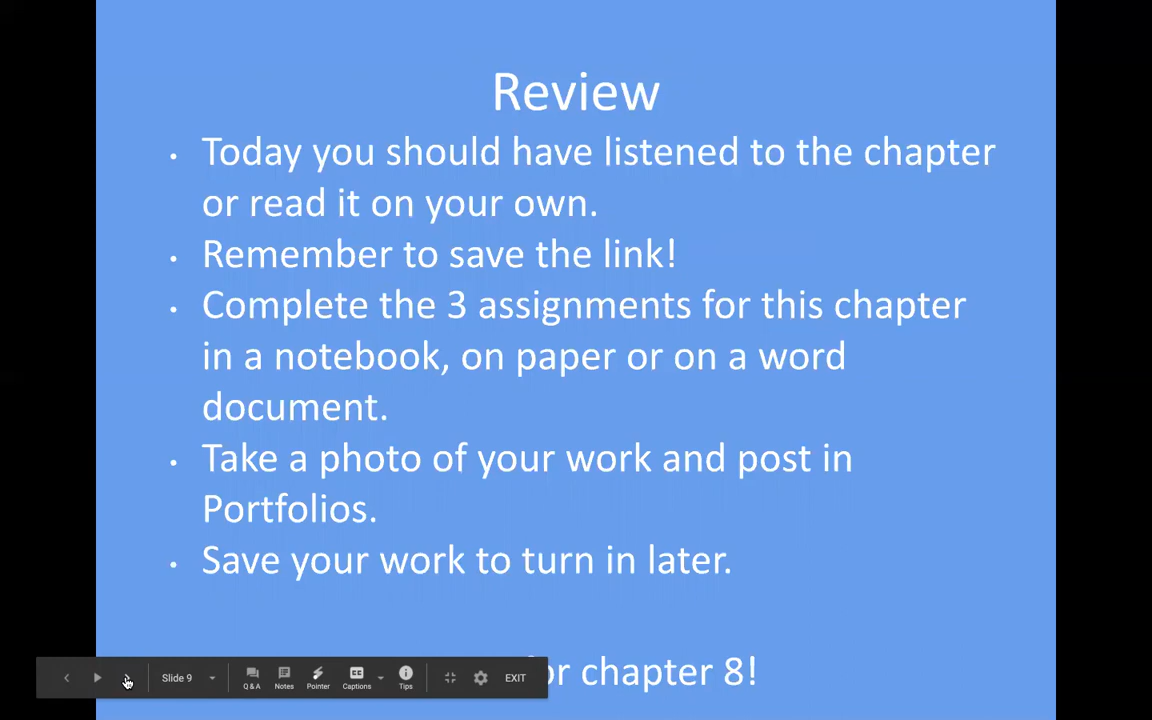 Review
• Today you should have listened to the chapter
or read it on your own.
• Remember to save the link!
• Complete the 3 assignments for this chapter
in a notebook, on paper or on a word
document.
• Take a photo of your work and post in
Portfolios.
• Save your work to turn in later.
chapter 8!
Slide 9 Q&A Notes Pointer Captions Tips EXIT